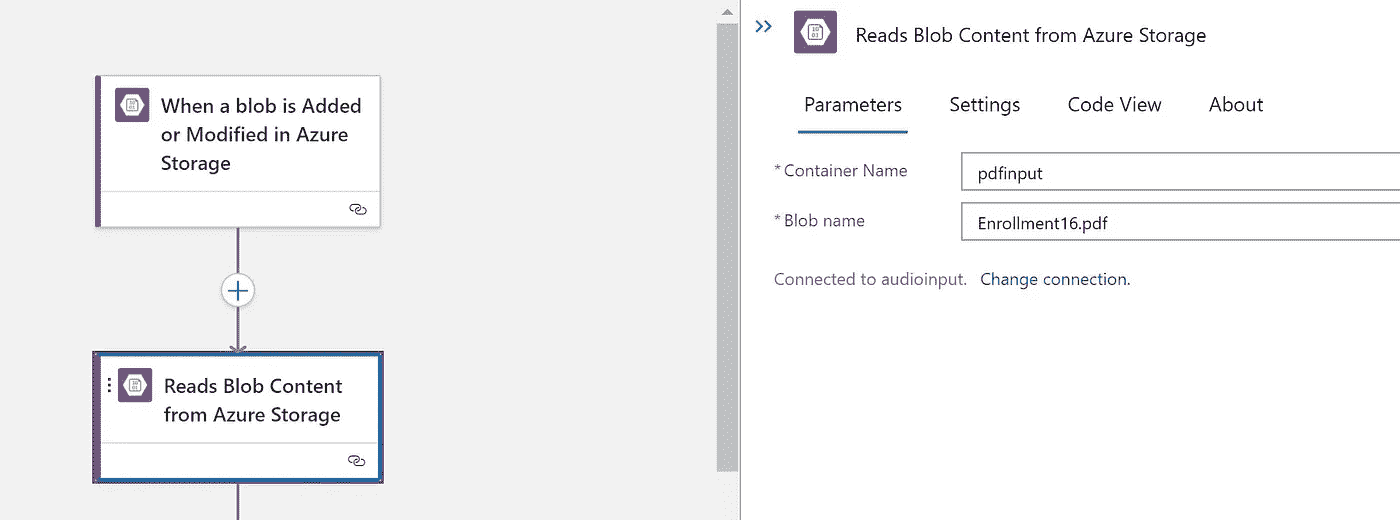 When a blob is Added
or Modified in Azure
Storage
Reads Blob Content
from Azure Storage
Reads Blob Content from Azure Storage
Parameters Settings Code View About
* Container Name pdfinput
* Blob name Enrollment16.pdf
Connected to audioinput. Change connection.